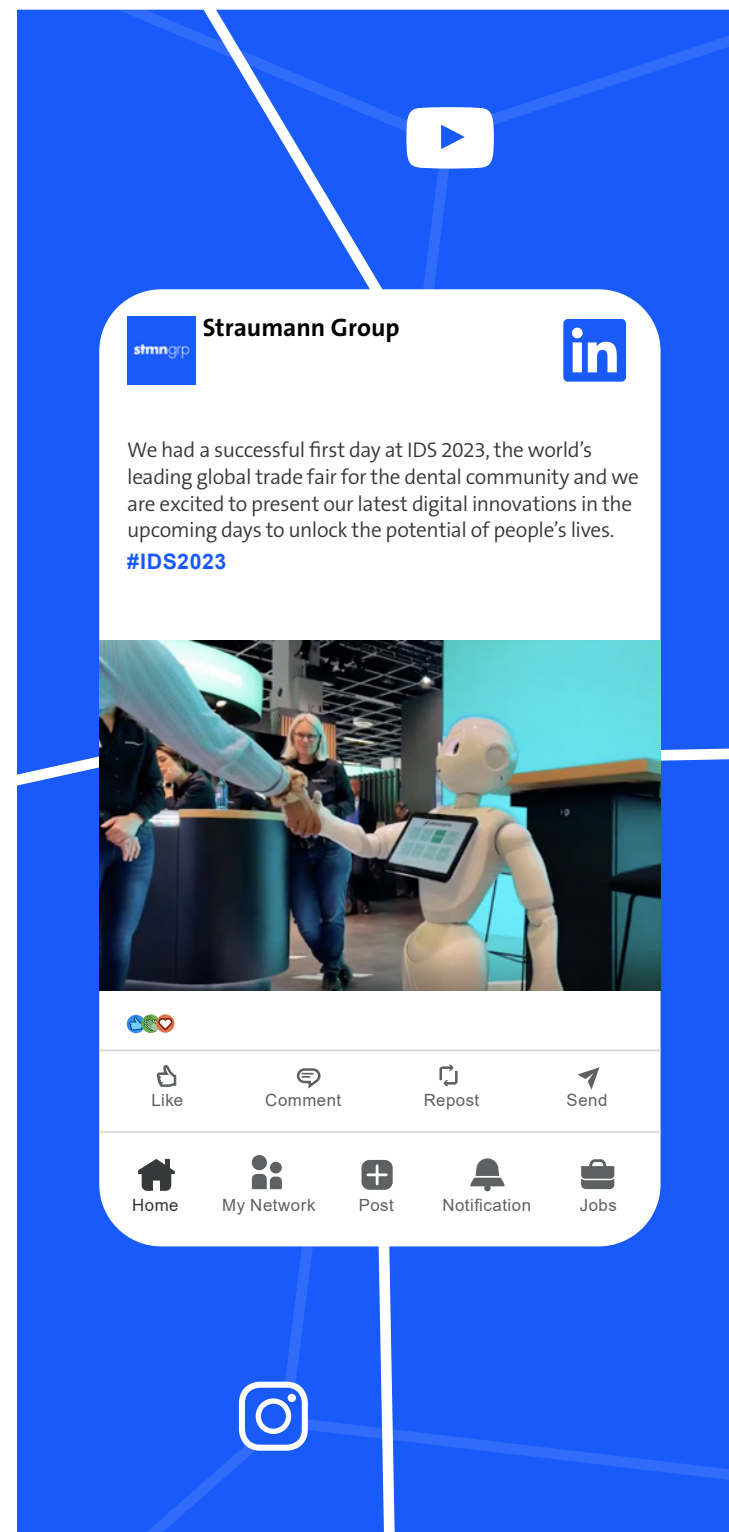 stmngrp
Straumann Group
in
We had a successful first day at IDS 2023, the world’s
leading global trade fair for the dental community and we
are excited to present our latest digital innovations in the
upcoming days to unlock the potential of people’s lives.
#IDS2023
straumann
Like
Comment
Repost
Send
Home
My Network
Post
Notification
Jobs